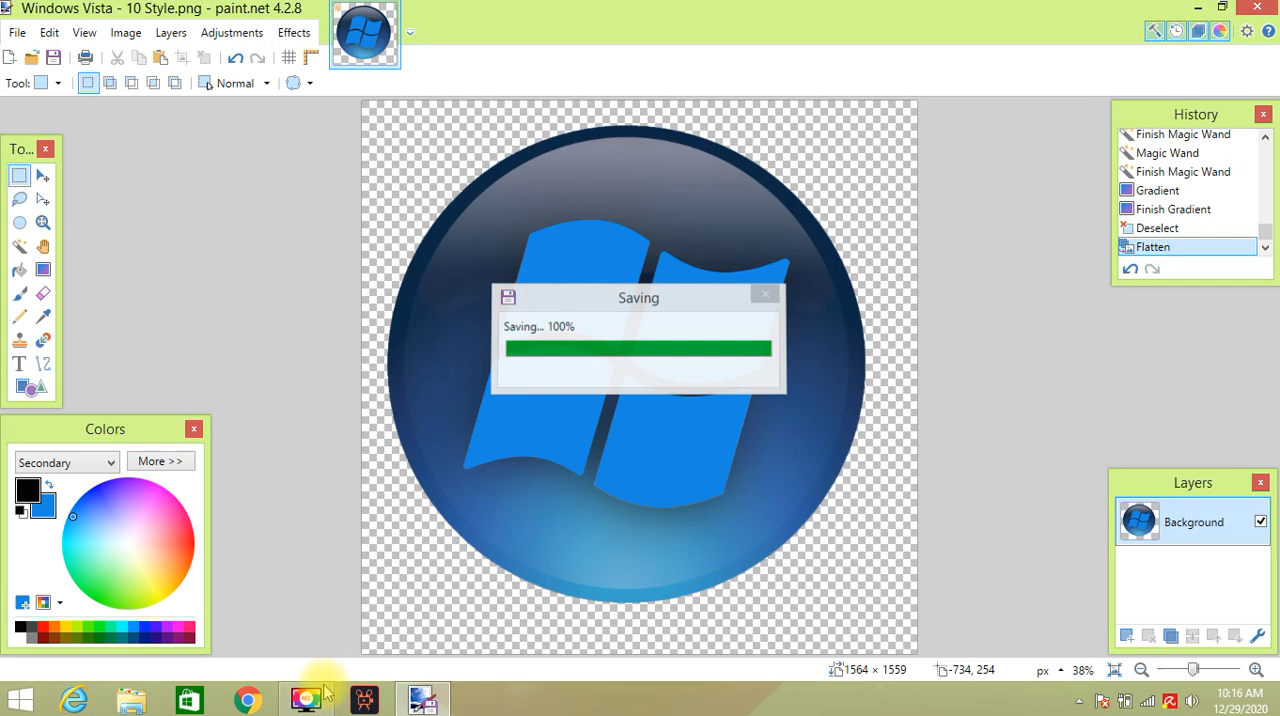 Windows Vista - 10 Style.png - paint.net 4.2.8
File Edit View Image Layers Adjustments Effects
Tool: Normal
To...
History
Finish Magic Wand
Magic Wand
Finish Magic Wand
Gradient
Finish Gradient
Deselect
Flatten
Saving
Saving... 100%
Colors
Secondary
More >>
Layers
Background
1564 × 1559
-734, 254
px
38%
10:16 AM
12/29/2020